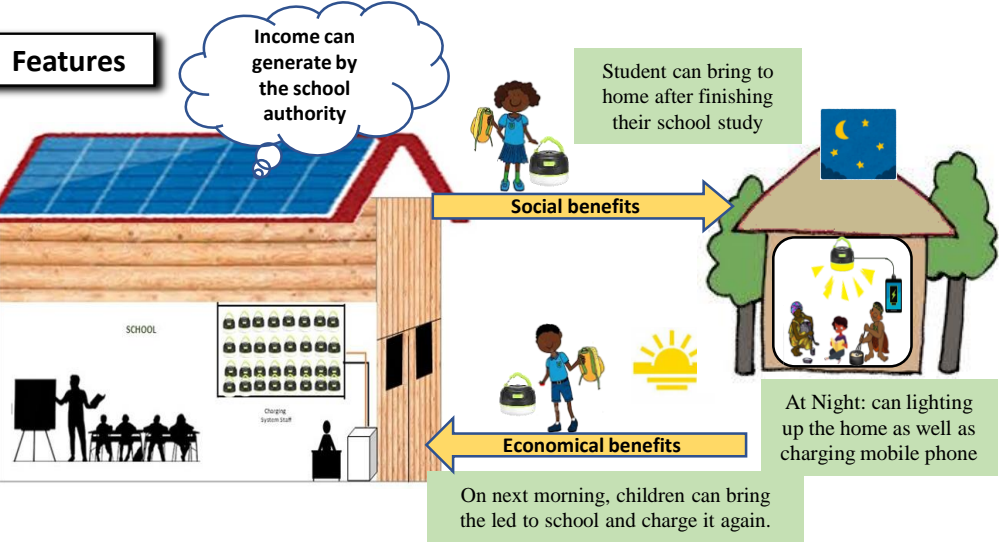 Features
Income can
generate by
the school
authority
Student can bring to
home after finishing
their school study
Social benefits
SCHOOL
Charging
System Staff
Economical benefits
At Night: can lighting
up the home as well as
charging mobile phone
On next morning, children can bring
the led to school and charge it again.